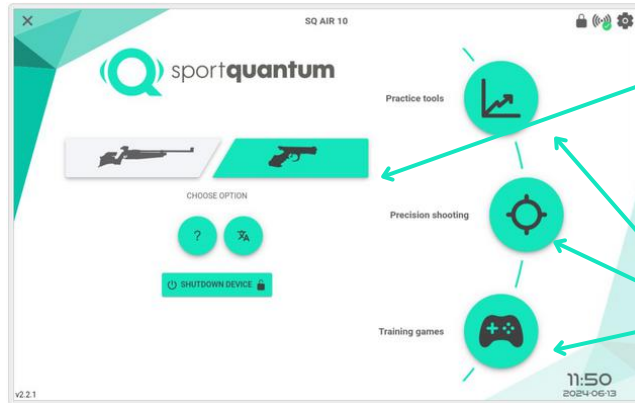 SQ AIR 10
sportquantum
Practice tools
CHOOSE OPTION
?
Precision shooting
SHUTDOWN DEVICE
Training games
v2.2.1
11:50
2024-06-13